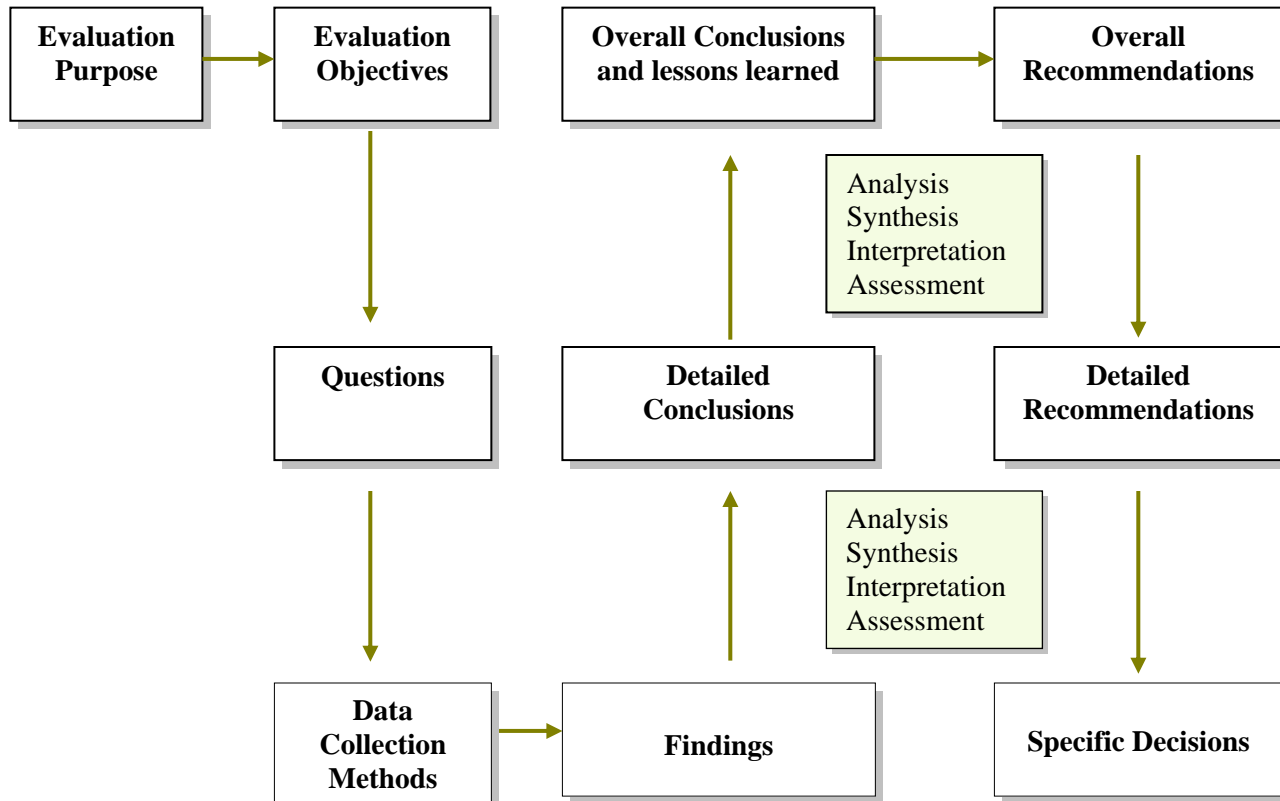 Evaluation
Purpose
Evaluation
Objectives
Overall Conclusions
and lessons learned
Overall
Recommendations
Analysis
Synthesis
Interpretation
Assessment
Questions
Detailed
Conclusions
Detailed
Recommendations
Analysis
Synthesis
Interpretation
Assessment
Data
Collection
Methods
Findings
Specific Decisions